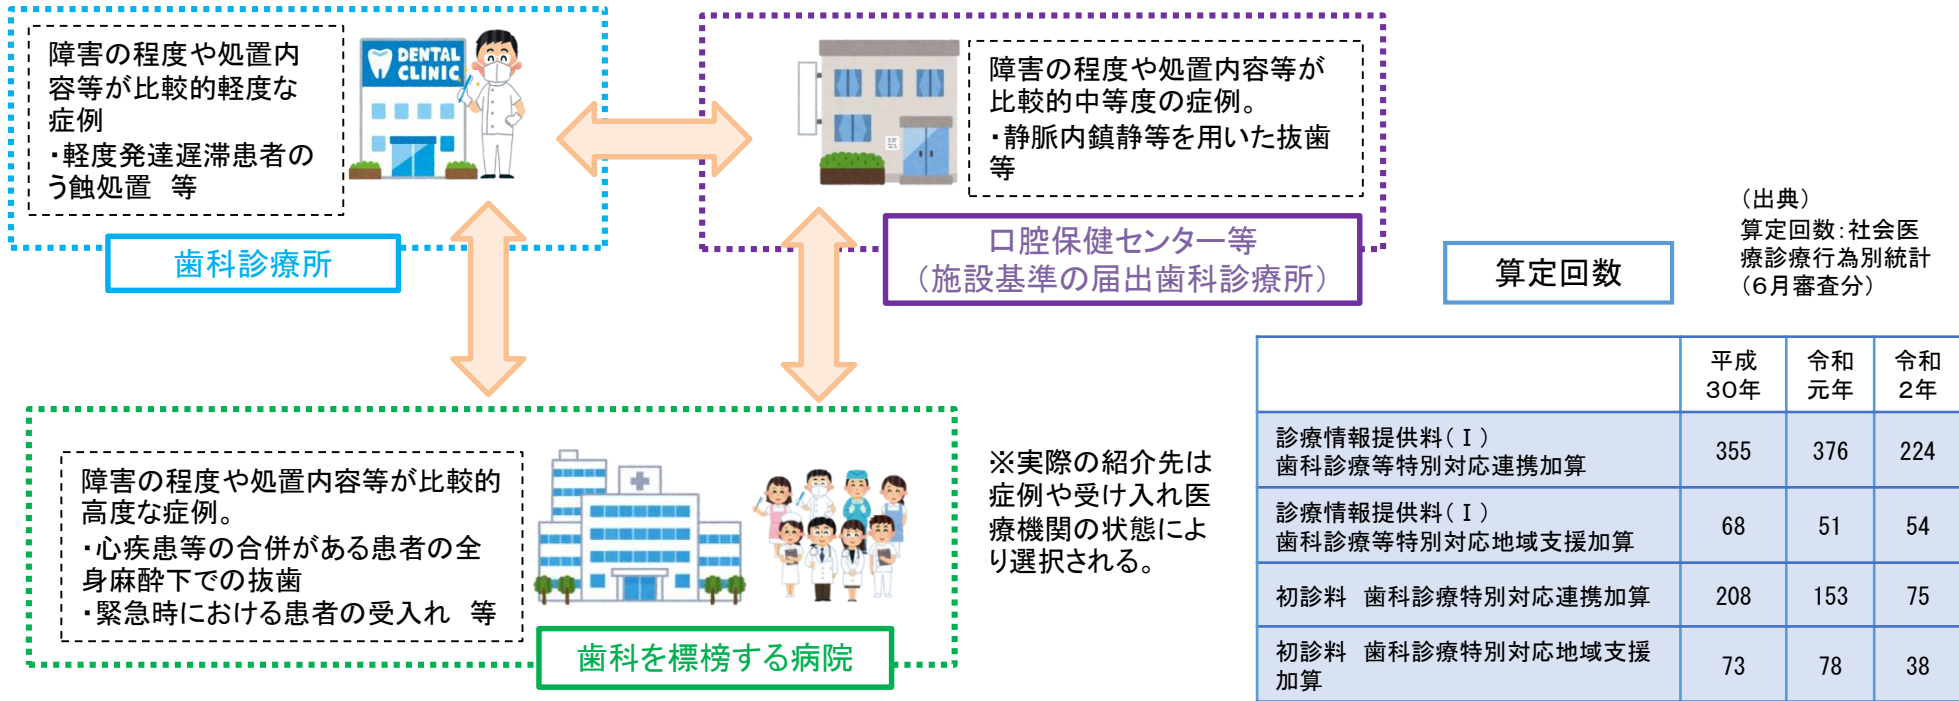 障害の程度や処置内
容等が比較的軽度な
症例
・軽度発達遅滞患者の
う蝕処置　等
DENTAL
CLINIC
歯科診療所
障害の程度や処置内容等が
比較的中等度の症例。
・静脈内鎮静等を用いた抜歯
等
口腔保健センター等
（施設基準の届出歯科診療所）
障害の程度や処置内容等が比較的
高度な症例。
・心疾患等の合併がある患者の全
身麻酔下での抜歯
・緊急時における患者の受入れ　等
歯科を標榜する病院
※実際の紹介先は
症例や受け入れ医
療機関の状態によ
り選択される。
算定回数
（出典）
算定回数：社会医
療診療行為別統計
（６月審査分）
平成
３０年
令和
元年
令和
２年
診療情報提供料（Ⅰ）
歯科診療等特別対応連携加算
355
376
224
診療情報提供料（Ⅰ）
歯科診療等特別対応地域支援加算
68
51
54
初診料　歯科診療特別対応連携加算
208
153
75
初診料　歯科診療特別対応地域支援
加算
73
78
38